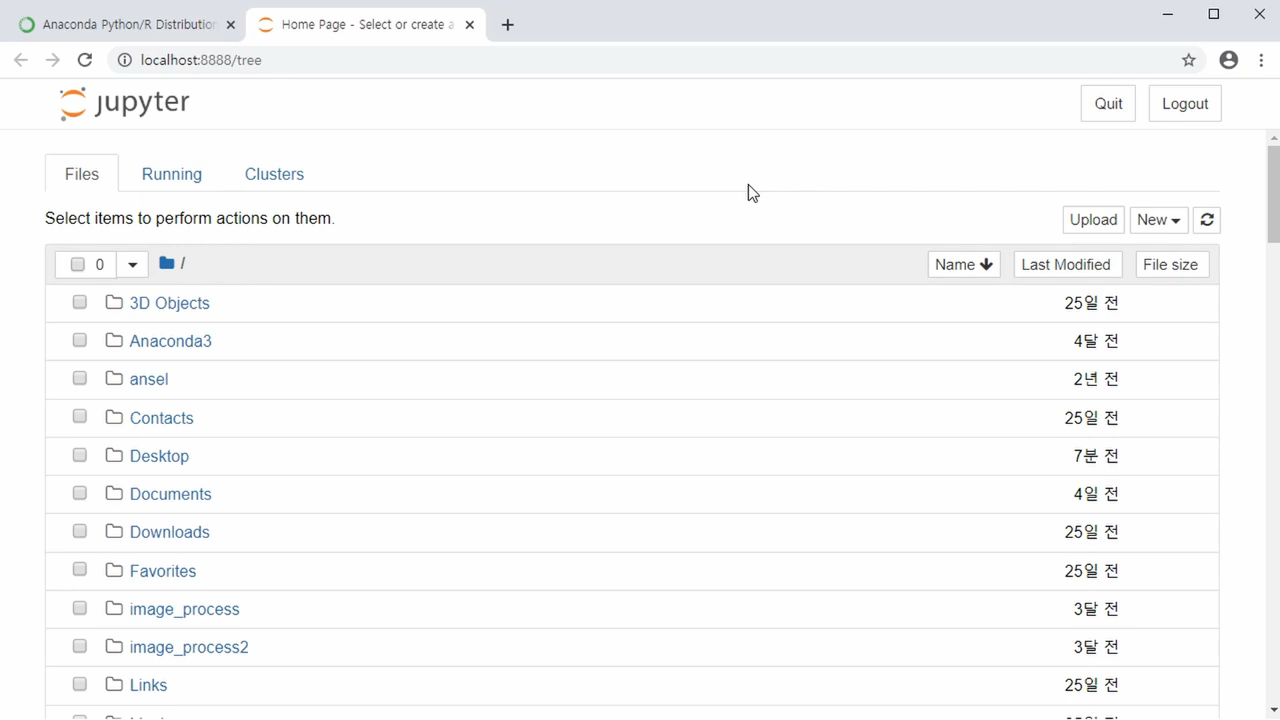 Anaconda Python/R Distribution
Home Page - Select or create a
localhost:8888/tree
jupyter
Quit
Logout
Files
Running
Clusters
Select items to perform actions on them.
Upload
New
0
/
Name
Last Modified
File size
3D Objects 25일 전
Anaconda3 4달 전
ansel 2년 전
Contacts 25일 전
Desktop 7분 전
Documents 4일 전
Downloads 25일 전
Favorites 25일 전
image_process 3달 전
image_process2 3달 전
Links 25일 전